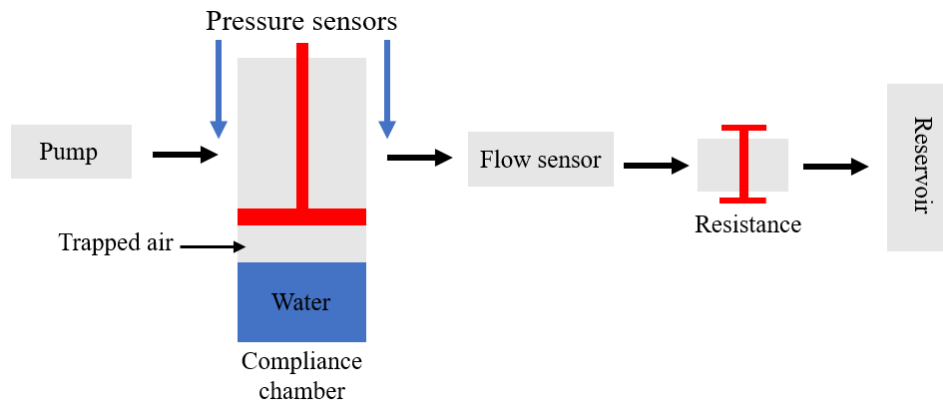 Pressure sensors
Pump
Flow sensor
Reservoir
Resistance
Trapped air
Water
Compliance
chamber